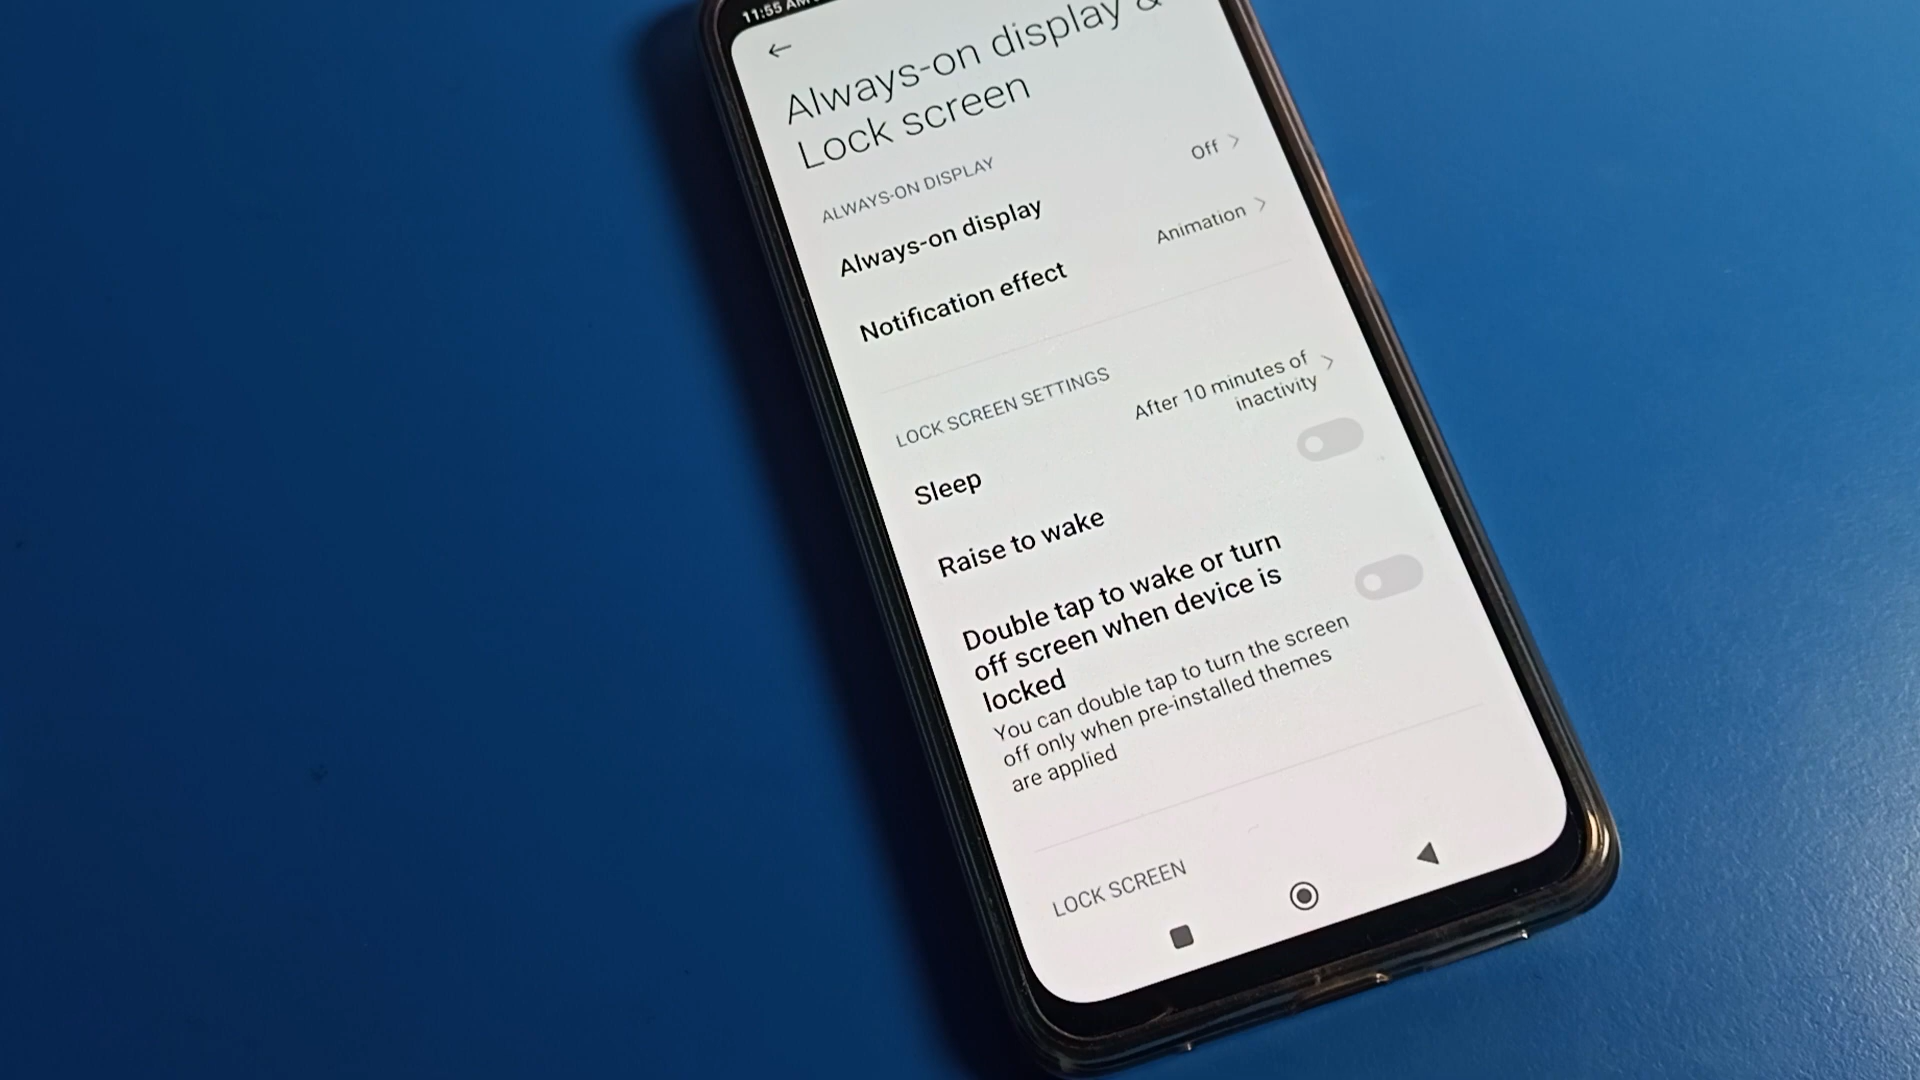 11:55 AM
Always-on display &
Lock screen
ALWAYS-ON DISPLAY
Always-on display
Off
Notification effect
Animation
LOCK SCREEN SETTINGS
Sleep
After 10 minutes of
inactivity
Raise to wake
Double tap to wake or turn
off screen when device is
locked
You can double tap to turn the screen
off only when pre-installed themes
are applied
LOCK SCREEN